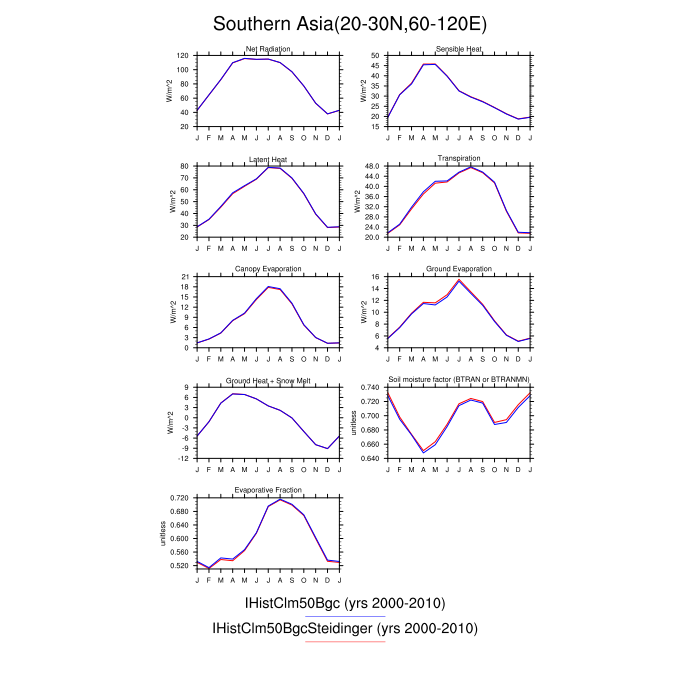 Southern Asia(20-30N,60-120E)
Net Radiation
Sensible Heat
120
100
80
60
40
20
W/m^2
J F M A M J J A S O N D J
50
45
40
35
30
25
20
15
W/m^2
J F M A M J J A S O N D J
Latent Heat
Transpiration
80
70
60
50
40
30
20
W/m^2
J F M A M J J A S O N D J
48.0
44.0
40.0
36.0
32.0
28.0
24.0
20.0
W/m^2
J F M A M J J A S O N D J
Canopy Evaporation
Ground Evaporation
21
18
15
12
9
6
3
0
W/m^2
J F M A M J J A S O N D J
16
14
12
10
8
6
4
W/m^2
J F M A M J J A S O N D J
Ground Heat + Snow Melt
Soil moisture factor (BTRAN or BTRANMN)
9
6
3
0
-3
-6
-9
-12
W/m^2
J F M A M J J A S O N D J
0.740
0.720
0.700
0.680
0.660
0.640
unitless
J F M A M J J A S O N D J
Evaporative Fraction
0.720
0.680
0.640
0.600
0.560
0.520
unitless
J F M A M J J A S O N D J
IHistClm50Bgc (yrs 2000-2010)
IHistClm50BgcSteidinger (yrs 2000-2010)